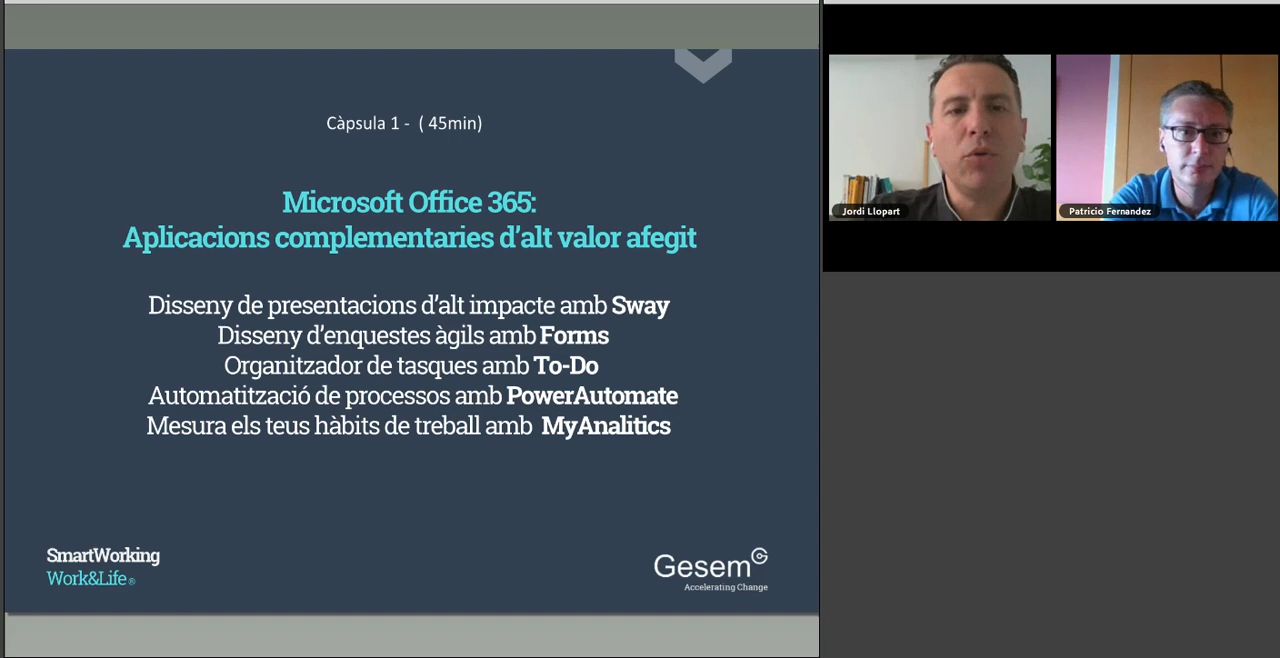 Càpsula 1 - ( 45min)
Microsoft Office 365:
Aplicacions complementaries d'alt valor afegit
Disseny de presentacions d'alt impacte amb Sway
Disseny d'enquestes àgils amb Forms
Organitzador de tasques amb To-Do
Automatització de processos amb PowerAutomate
Mesura els teus hàbits de treball amb MyAnalitics
SmartWorking
Work&Life®
Gesem
Accelerating Change
Jordi Llopart
Patricio Fernandez